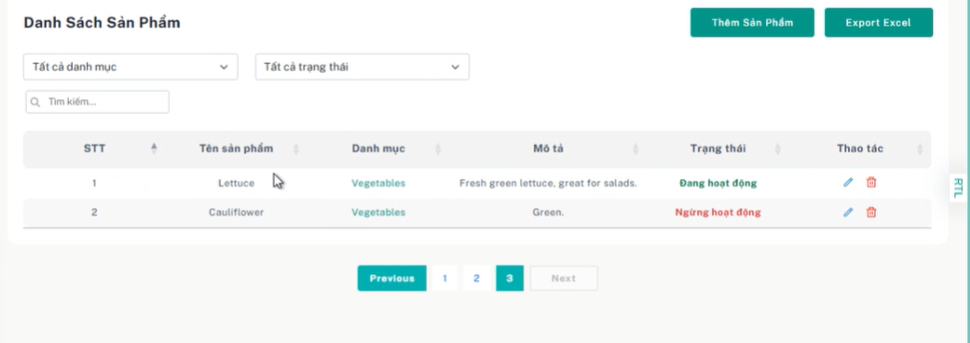 Danh Sách Sản Phẩm
Thêm Sản Phẩm Export Excel
Tất cả danh mục Tất cả trạng thái
Tìm kiếm...
STT Tên sản phẩm Danh mục Mô tả Trạng thái Thao tác
1 Lettuce Vegetables Fresh green lettuce, great for salads. Đang hoạt động
2 Cauliflower Vegetables Green. Ngừng hoạt động
RTL
Previous 1 2 3 Next